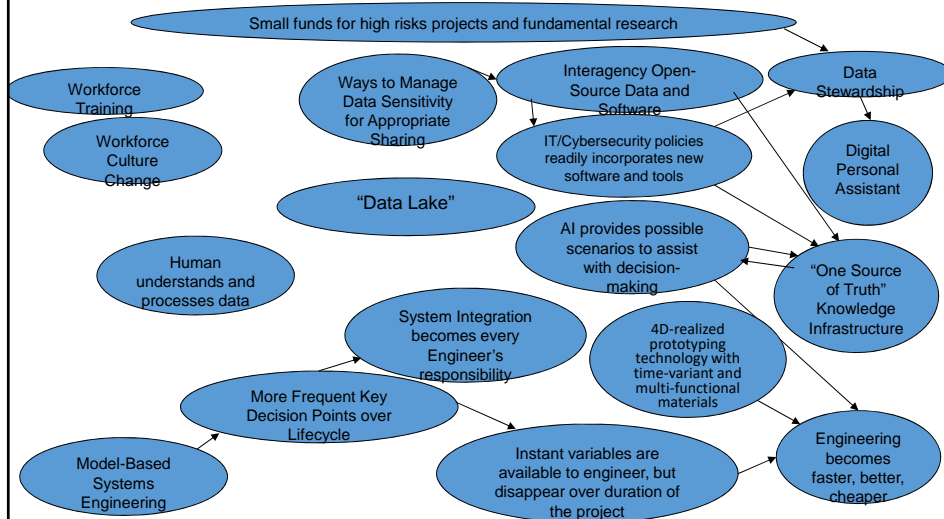 Small funds for high risks projects and fundamental research
Workforce
Training
Workforce
Culture
Change
Ways to Manage
Data Sensitivity
for Appropriate
Sharing
Interagency Open-
Source Data and
Software
Data
Stewardship
IT/Cybersecurity policies
readily incorporates new
software and tools
Digital
Personal
Assistant
“Data Lake”
AI provides possible
scenarios to assist
with decision-
making
Human
understands and
processes data
“One Source
of Truth”
Knowledge
Infrastructure
System Integration
becomes every
Engineer’s
responsibility
4D-realized
prototyping
technology with
time-variant and
multi-functional
materials
More Frequent Key
Decision Points over
Lifecycle
Model-Based
Systems
Engineering
Instant variables are
available to engineer, but
disappear over duration of
the project
Engineering
becomes
faster, better,
cheaper